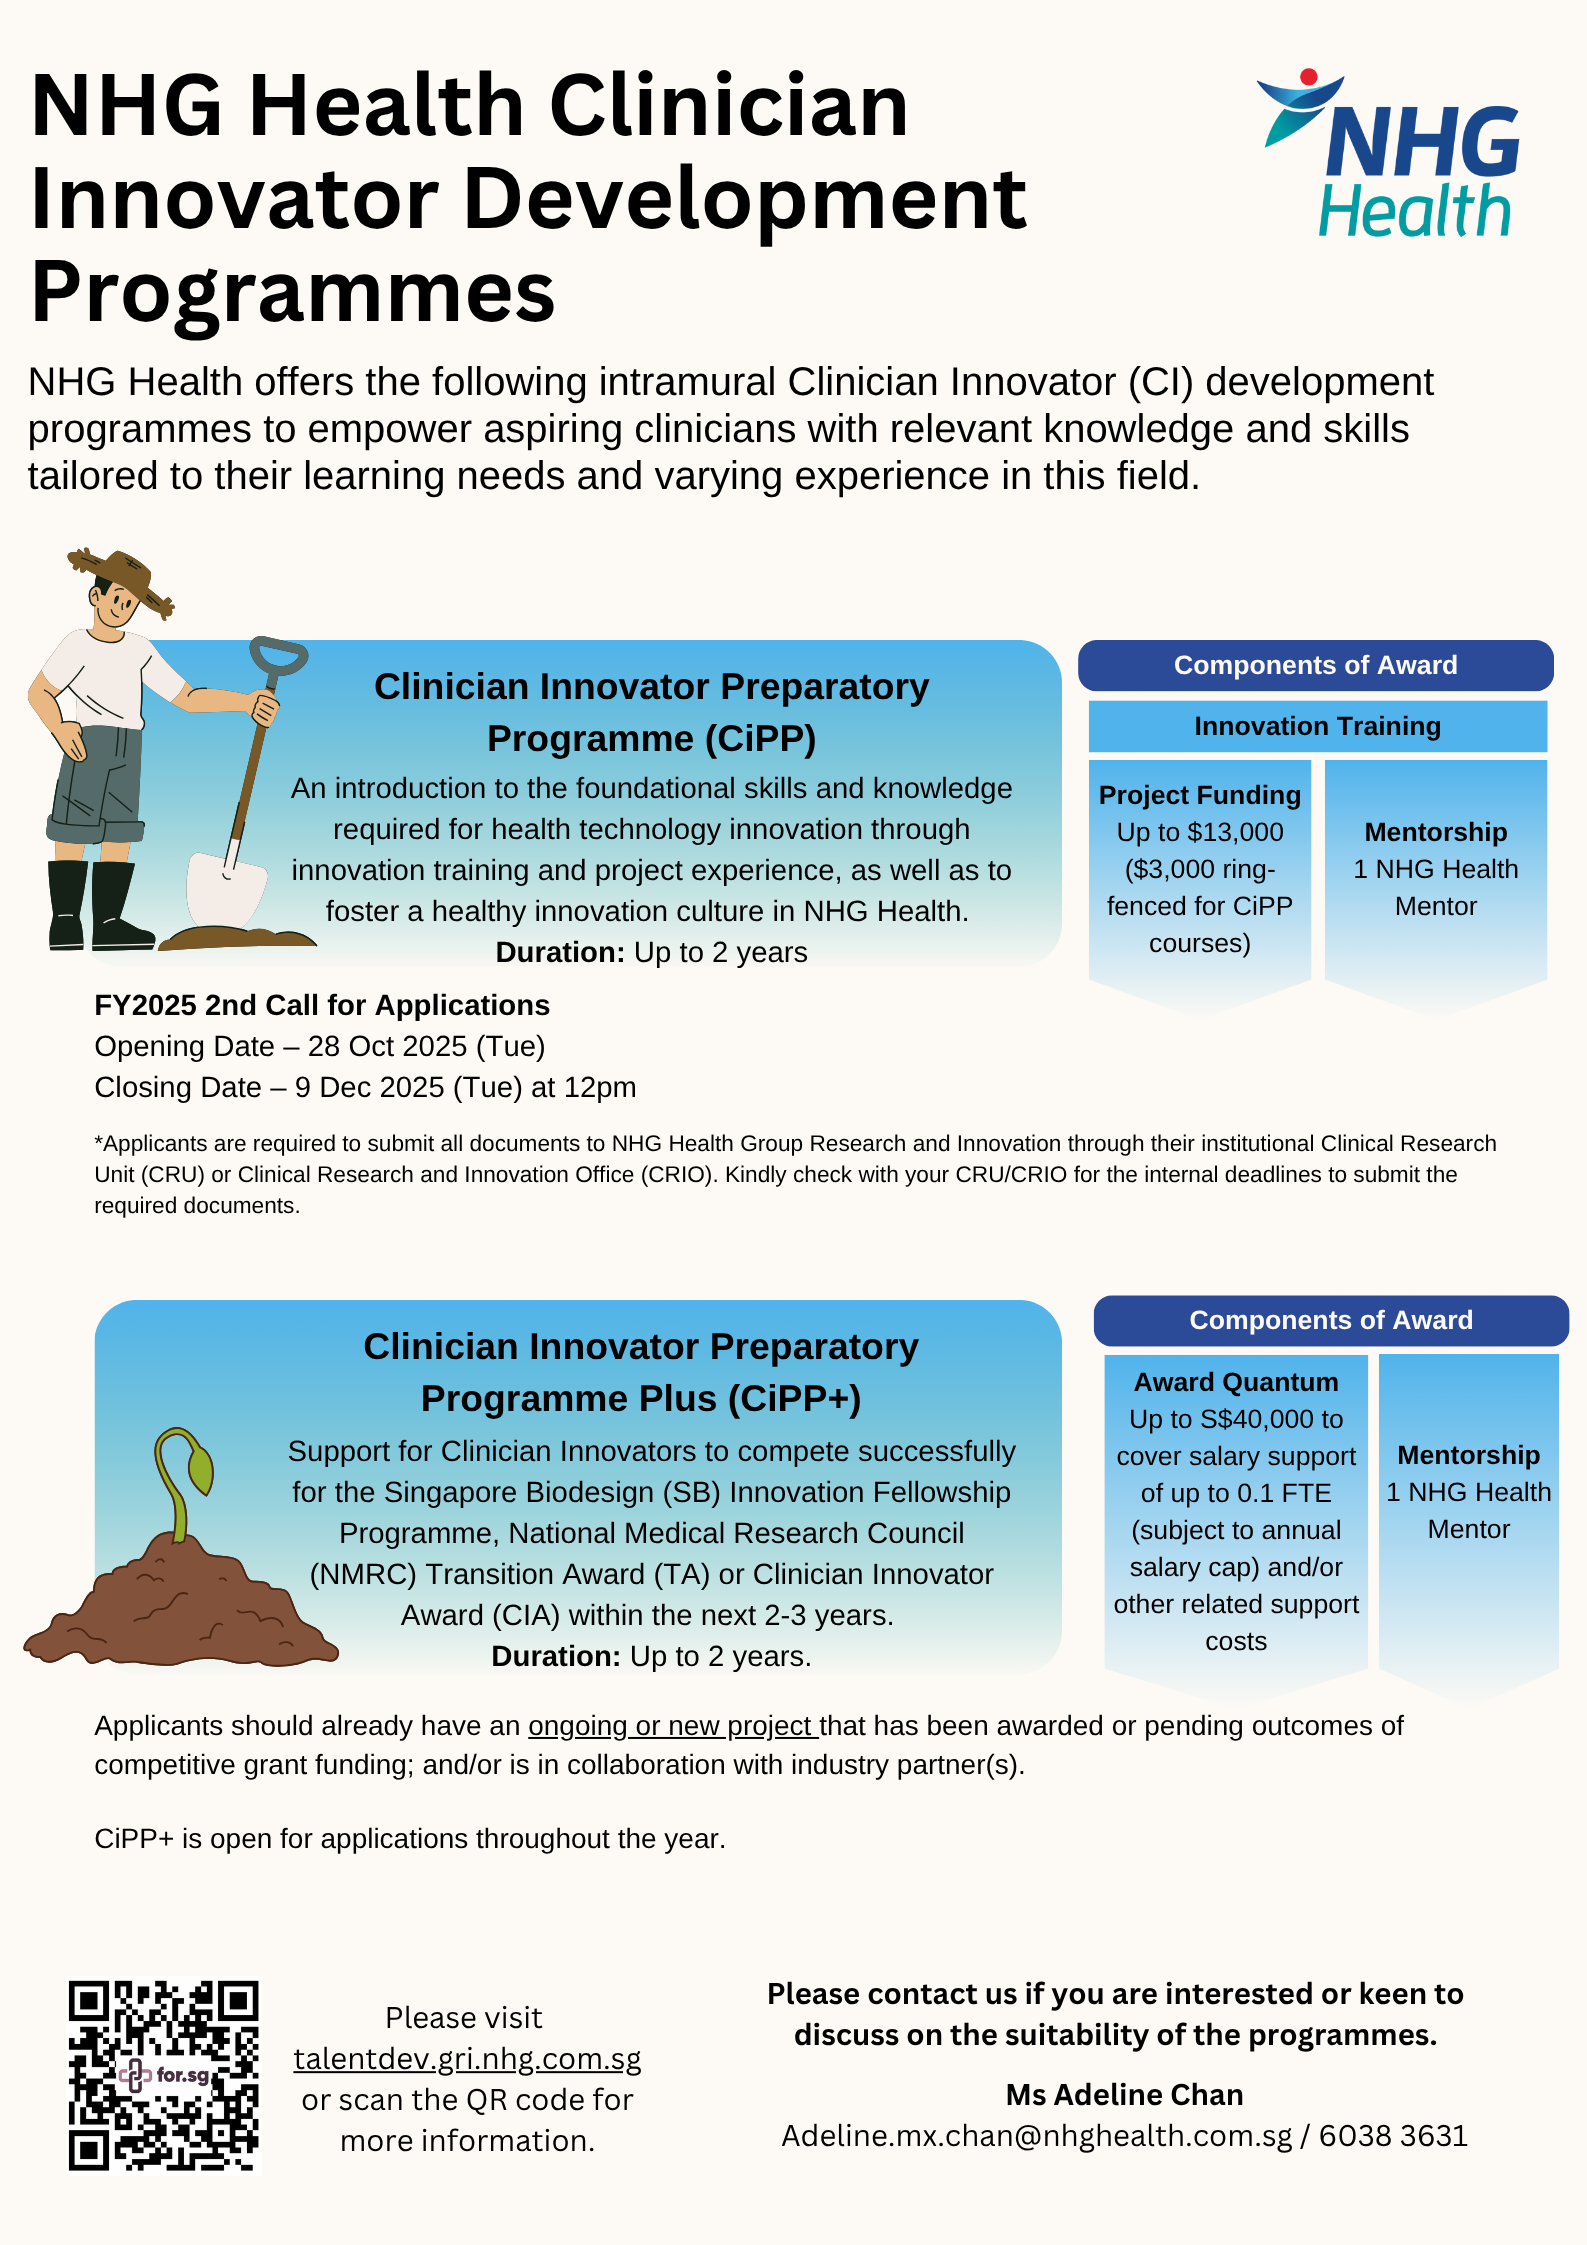 NHG Health Clinician
Innovator Development
Programmes
NHG
Health
NHG Health offers the following intramural Clinician Innovator (CI) development
programmes to empower aspiring clinicians with relevant knowledge and skills
tailored to their learning needs and varying experience in this field.
Clinician Innovator Preparatory
Programme (CiPP)
An introduction to the foundational skills and knowledge
required for health technology innovation through
innovation training and project experience, as well as to
foster a healthy innovation culture in NHG Health.
Duration: Up to 2 years
Components of Award
Innovation Training
Project Funding
Up to $13,000
($3,000 ring-
fenced for CiPP
courses)
Mentorship
1 NHG Health
Mentor
FY2025 2nd Call for Applications
Opening Date – 28 Oct 2025 (Tue)
Closing Date – 9 Dec 2025 (Tue) at 12pm
*Applicants are required to submit all documents to NHG Health Group Research and Innovation through their institutional Clinical Research
Unit (CRU) or Clinical Research and Innovation Office (CRIO). Kindly check with your CRU/CRIO for the internal deadlines to submit the
required documents.
Clinician Innovator Preparatory
Programme Plus (CiPP+)
Support for Clinician Innovators to compete successfully
for the Singapore Biodesign (SB) Innovation Fellowship
Programme, National Medical Research Council
(NMRC) Transition Award (TA) or Clinician Innovator
Award (CIA) within the next 2-3 years.
Duration: Up to 2 years.
Components of Award
Award Quantum
Up to S$40,000 to
cover salary support
of up to 0.1 FTE
(subject to annual
salary cap) and/or
other related support
costs
Mentorship
1 NHG Health
Mentor
Applicants should already have an ongoing or new project that has been awarded or pending outcomes of
competitive grant funding; and/or is in collaboration with industry partner(s).
CiPP+ is open for applications throughout the year.
for.sg
Please visit
talentdev.gri.nhg.com.sg
or scan the QR code for
more information.
Please contact us if you are interested or keen to
discuss on the suitability of the programmes.
Ms Adeline Chan
Adeline.mx.chan@nhghealth.com.sg / 6038 3631